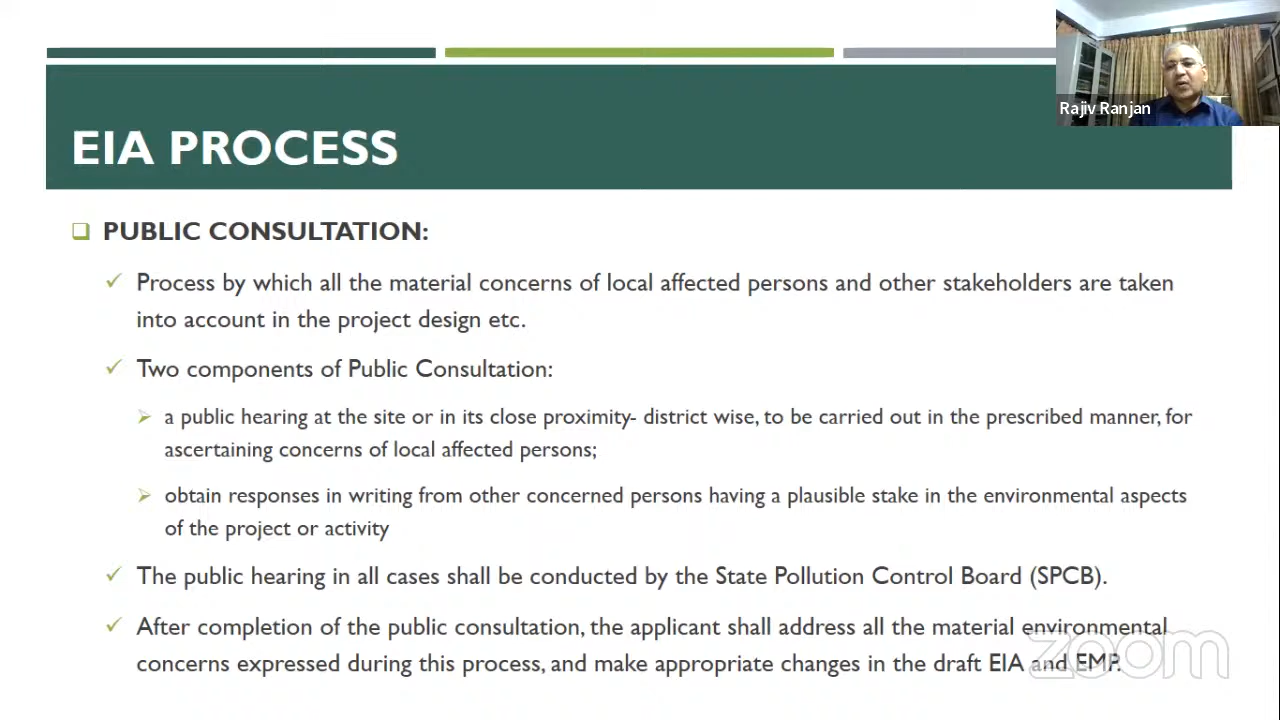 Rajiv Ranjan
EIA PROCESS
PUBLIC CONSULTATION:
Process by which all the material concerns of local affected persons and other stakeholders are taken
into account in the project design etc.
Two components of Public Consultation:
a public hearing at the site or in its close proximity- district wise, to be carried out in the prescribed manner, for
ascertaining concerns of local affected persons;
obtain responses in writing from other concerned persons having a plausible stake in the environmental aspects
of the project or activity
The public hearing in all cases shall be conducted by the State Pollution Control Board (SPCB).
After completion of the public consultation, the applicant shall address all the material environmental
concerns expressed during this process, and make appropriate changes in the draft EIA and EMP.
zoom